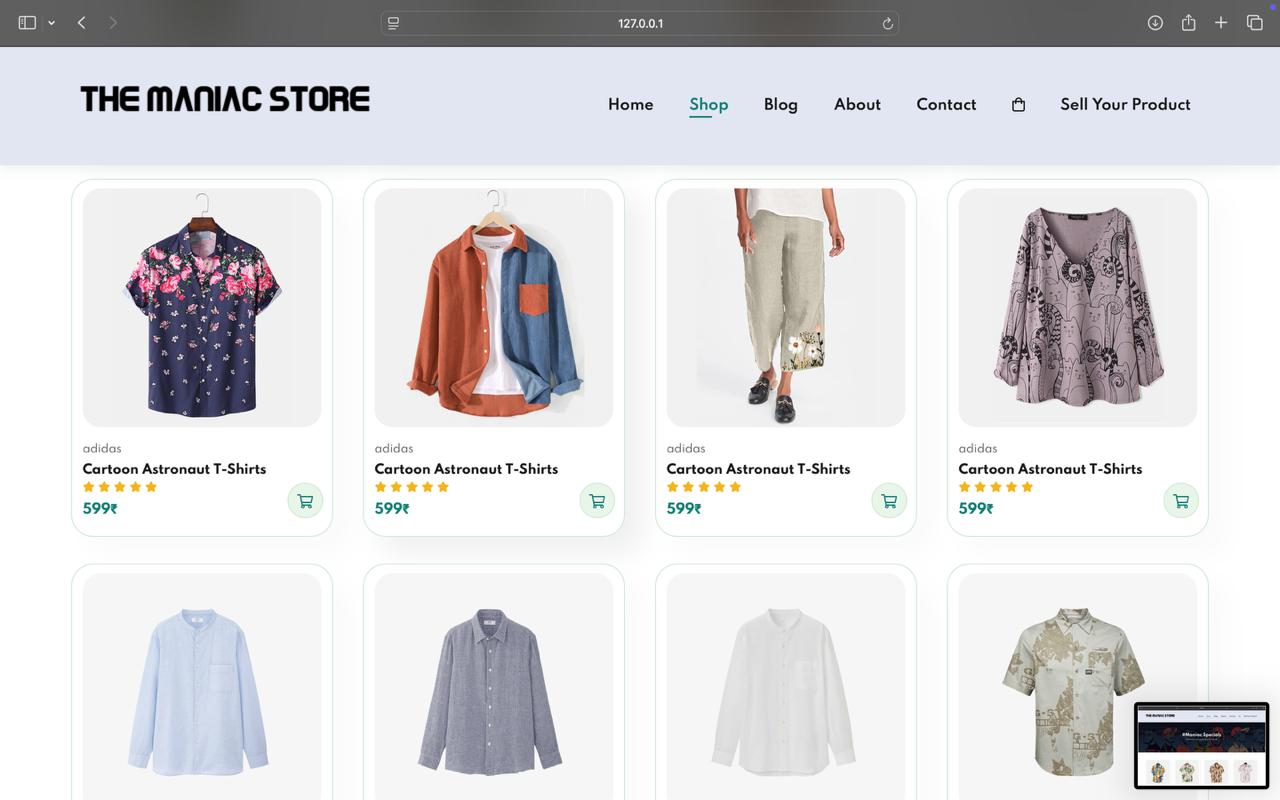 127.0.0.1
THE MANIAC STORE
Home Shop Blog About Contact Sell Your Product
adidas adidas adidas adidas
Cartoon Astronaut T-Shirts Cartoon Astronaut T-Shirts Cartoon Astronaut T-Shirts Cartoon Astronaut T-Shirts
599₹ 599₹ 599₹ 599₹
THE MANIAC STORE
#Maniac Specials